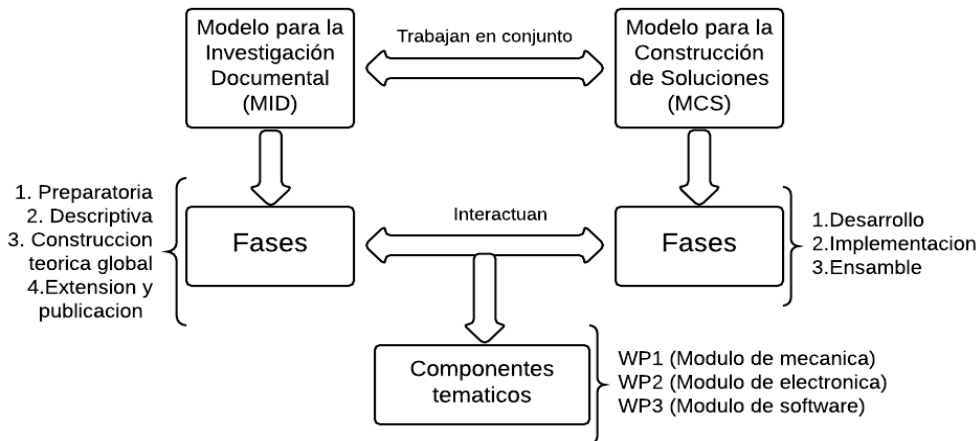 Modelo para la
Investigación
Documental
(MID)
Trabajan en conjunto
Modelo para la
Construcción
de Soluciones
(MCS)
1. Preparatoria
2. Descriptiva
3. Construccion
teorica global
4.Extension y
publicacion
Fases
Interactuan
Fases
1.Desarrollo
2.Implementacion
3.Ensamble
Componentes
tematicos
WP1 (Modulo de mecanica)
WP2 (Modulo de electronica)
WP3 (Modulo de software)